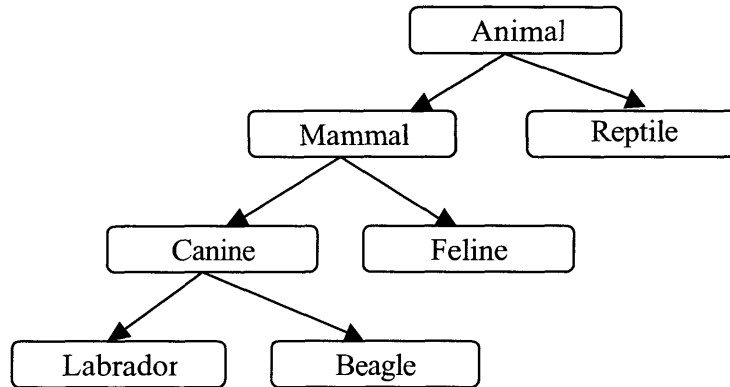 Animal
Mammal
Reptile
Canine
Feline
Labrador
Beagle